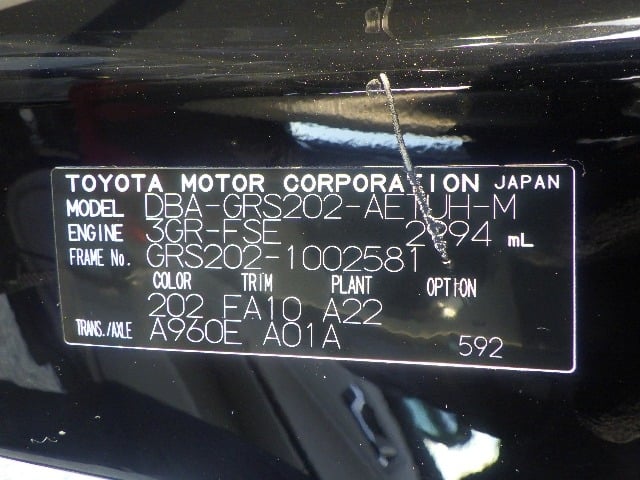 TOYOTA MOTOR CORPORATION JAPAN
MODEL DBA-GRS202-AETUH-M
ENGINE 3GR-FSE 2994 mL
FRAME No. GRS202-1002581
COLOR TRIM PLANT OPTION
202 FA10 A22
TRANS./AXLE A960E A01A
592